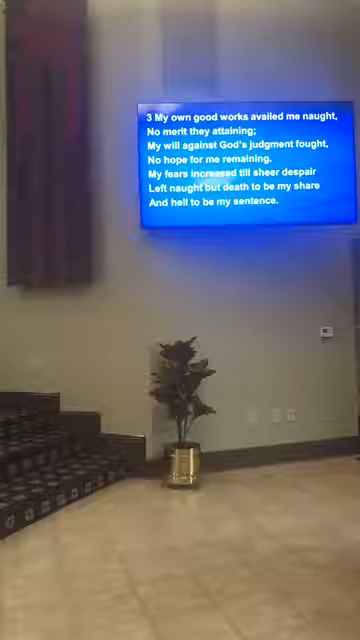 3 My own good works availed me naught,
No merit they attaining;
My will against God's judgment fought,
No hope for me remaining.
My fears increased till sheer despair
Left naught but death to be my share
And hell to be my sentence.